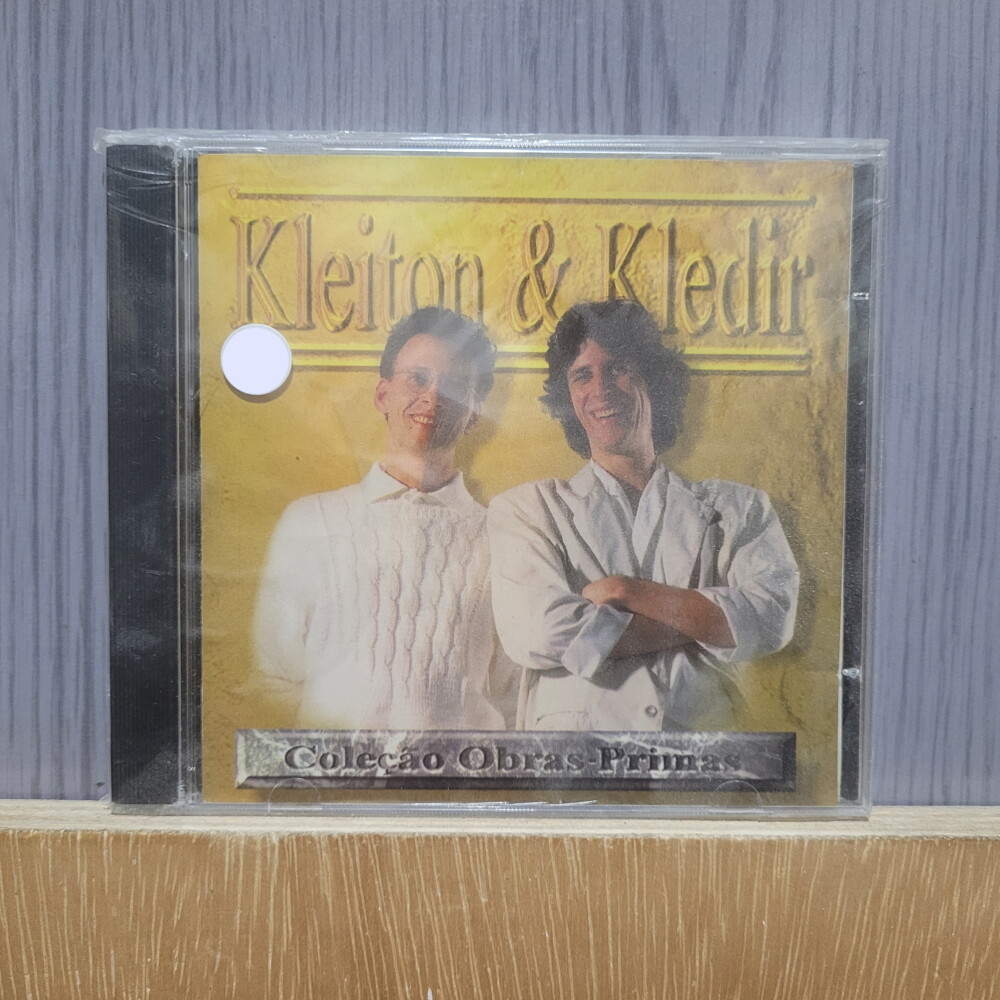 Kleiton & Kledir
Coleção Obras-Primas